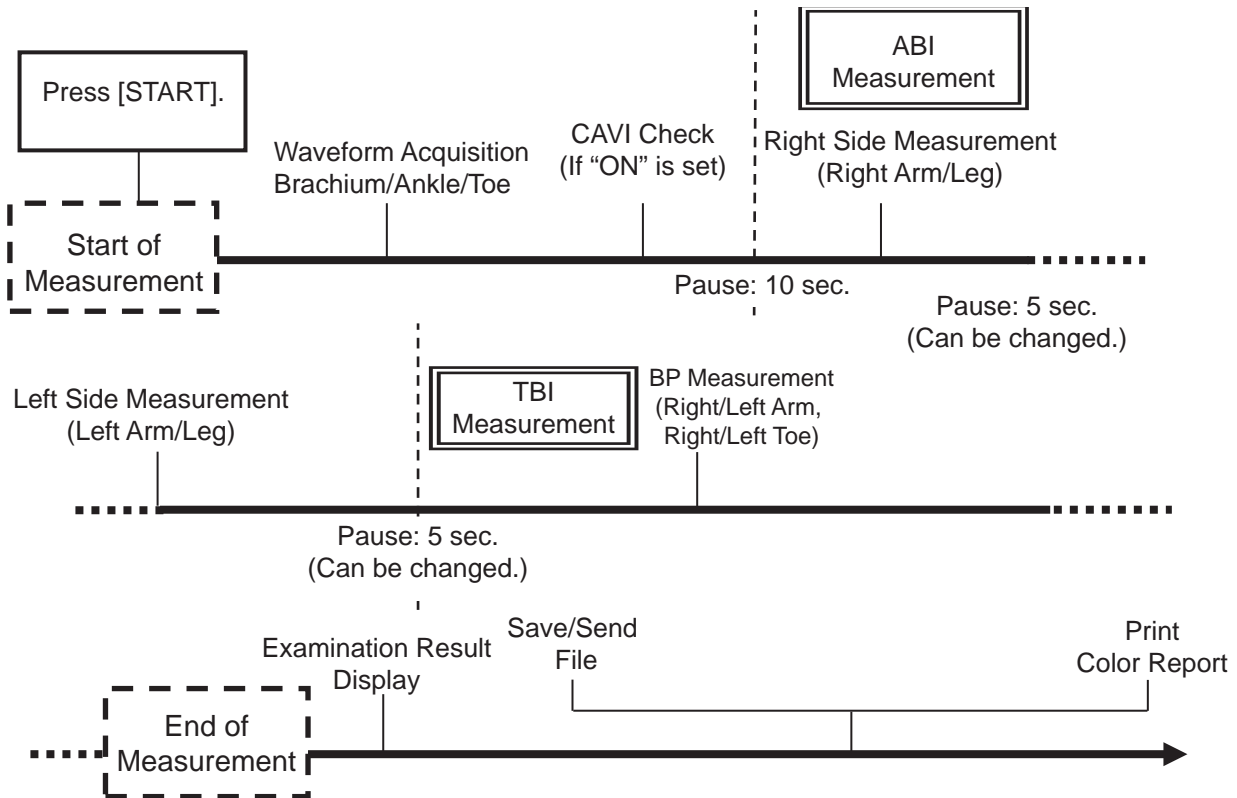 Press [START].
Start of
Measurement
Waveform Acquisition
Brachium/Ankle/Toe
CAVI Check
(If “ON” is set)
ABI
Measurement
Right Side Measurement
(Right Arm/Leg)
Pause: 10 sec.
Pause: 5 sec.
(Can be changed.)
Left Side Measurement
(Left Arm/Leg)
TBI
Measurement
BP Measurement
(Right/Left Arm,
Right/Left Toe)
Pause: 5 sec.
(Can be changed.)
End of
Measurement
Examination Result
Display
Save/Send
File
Print
Color Report